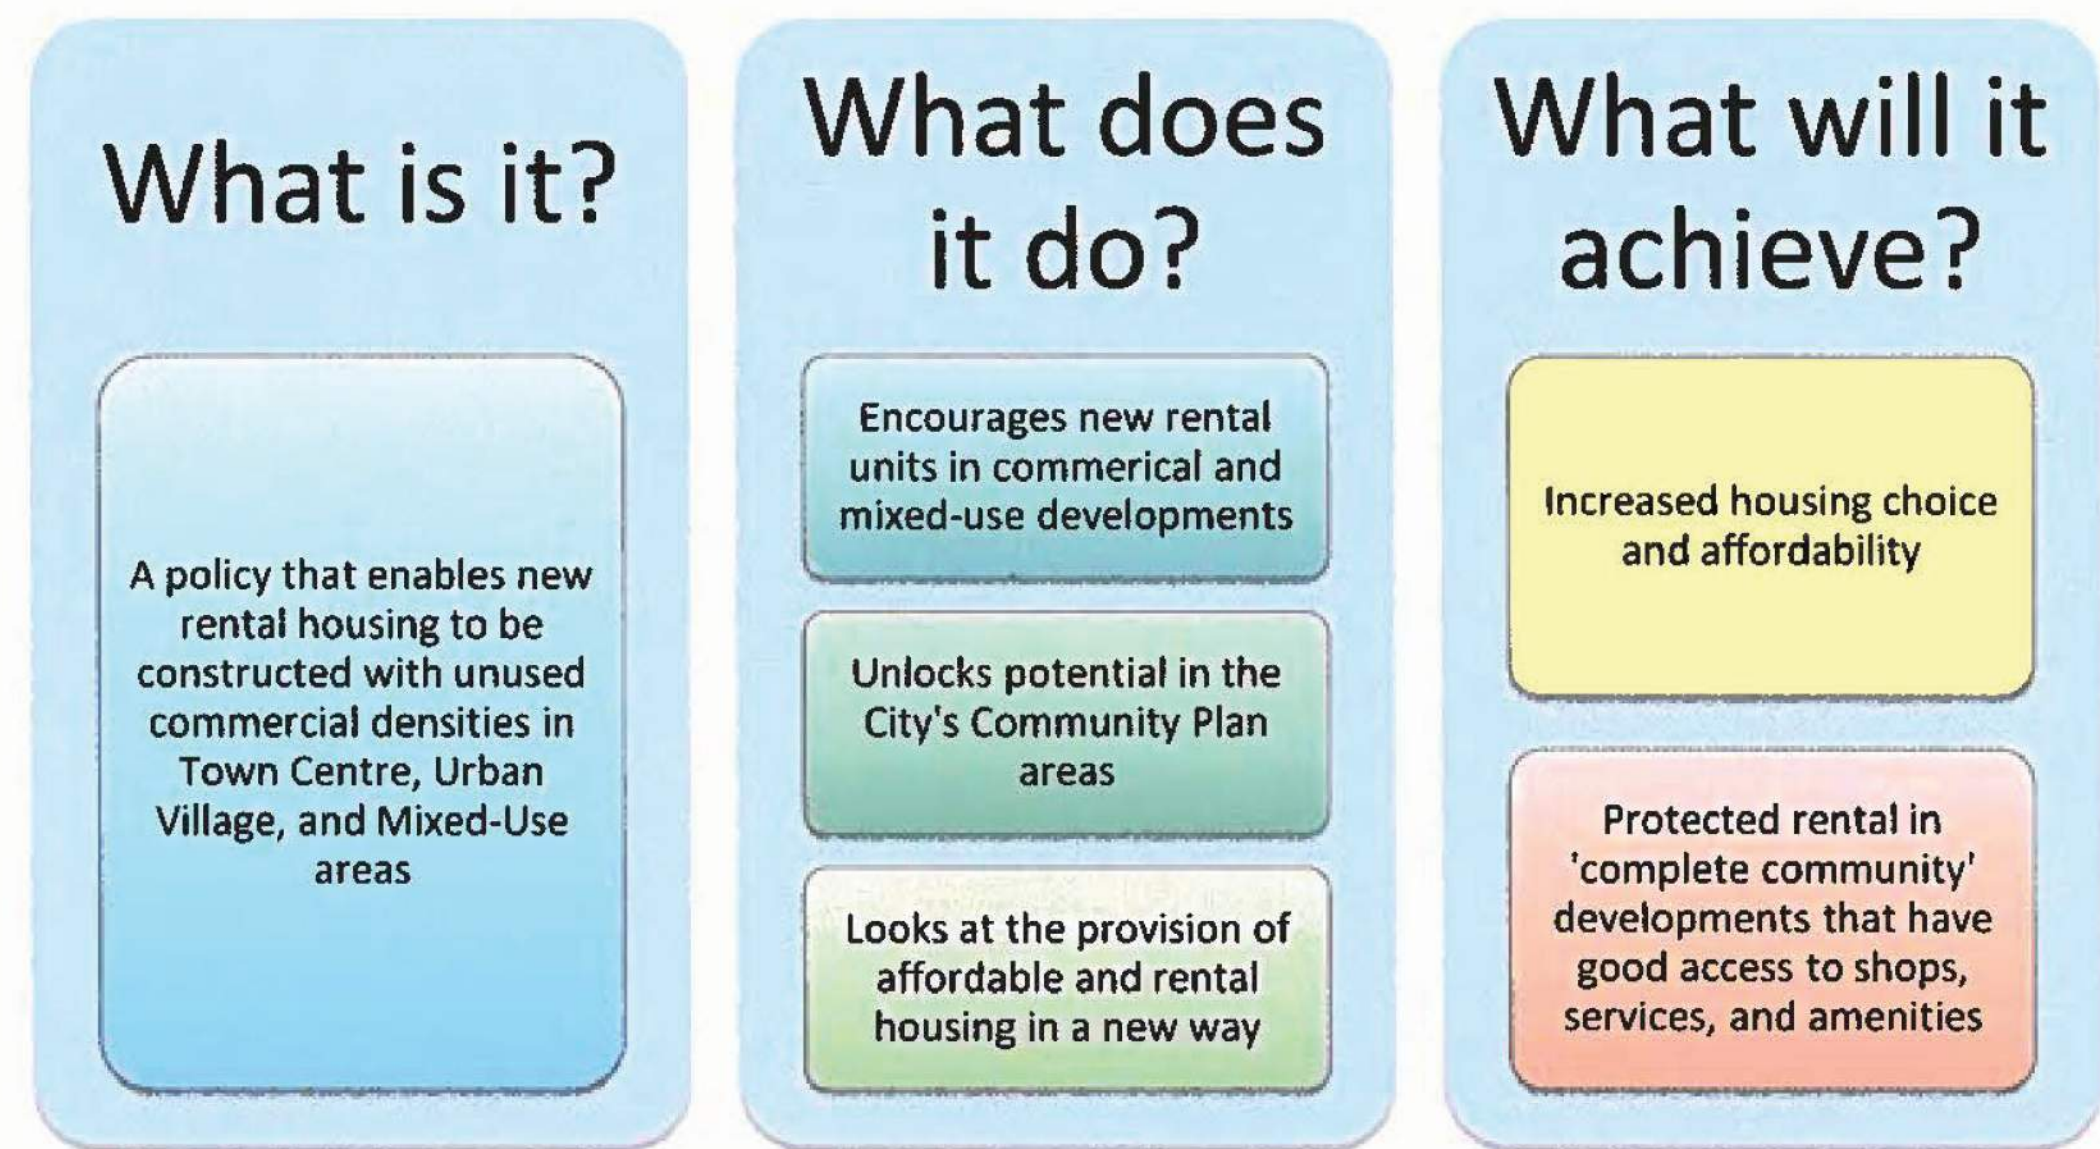 What is it?
A policy that enables new
rental housing to be
constructed with unused
commercial densities in
Town Centre, Urban
Village, and Mixed-Use
areas
What does
it do?
Encourages new rental
units in commerical and
mixed-use developments
Unlocks potential in the
City's Community Plan
areas
Looks at the provision of
affordable and rental
housing in a new way
What will it
achieve?
Increased housing choice
and affordability
Protected rental in
'complete community'
developments that have
good access to shops,
services, and amenities